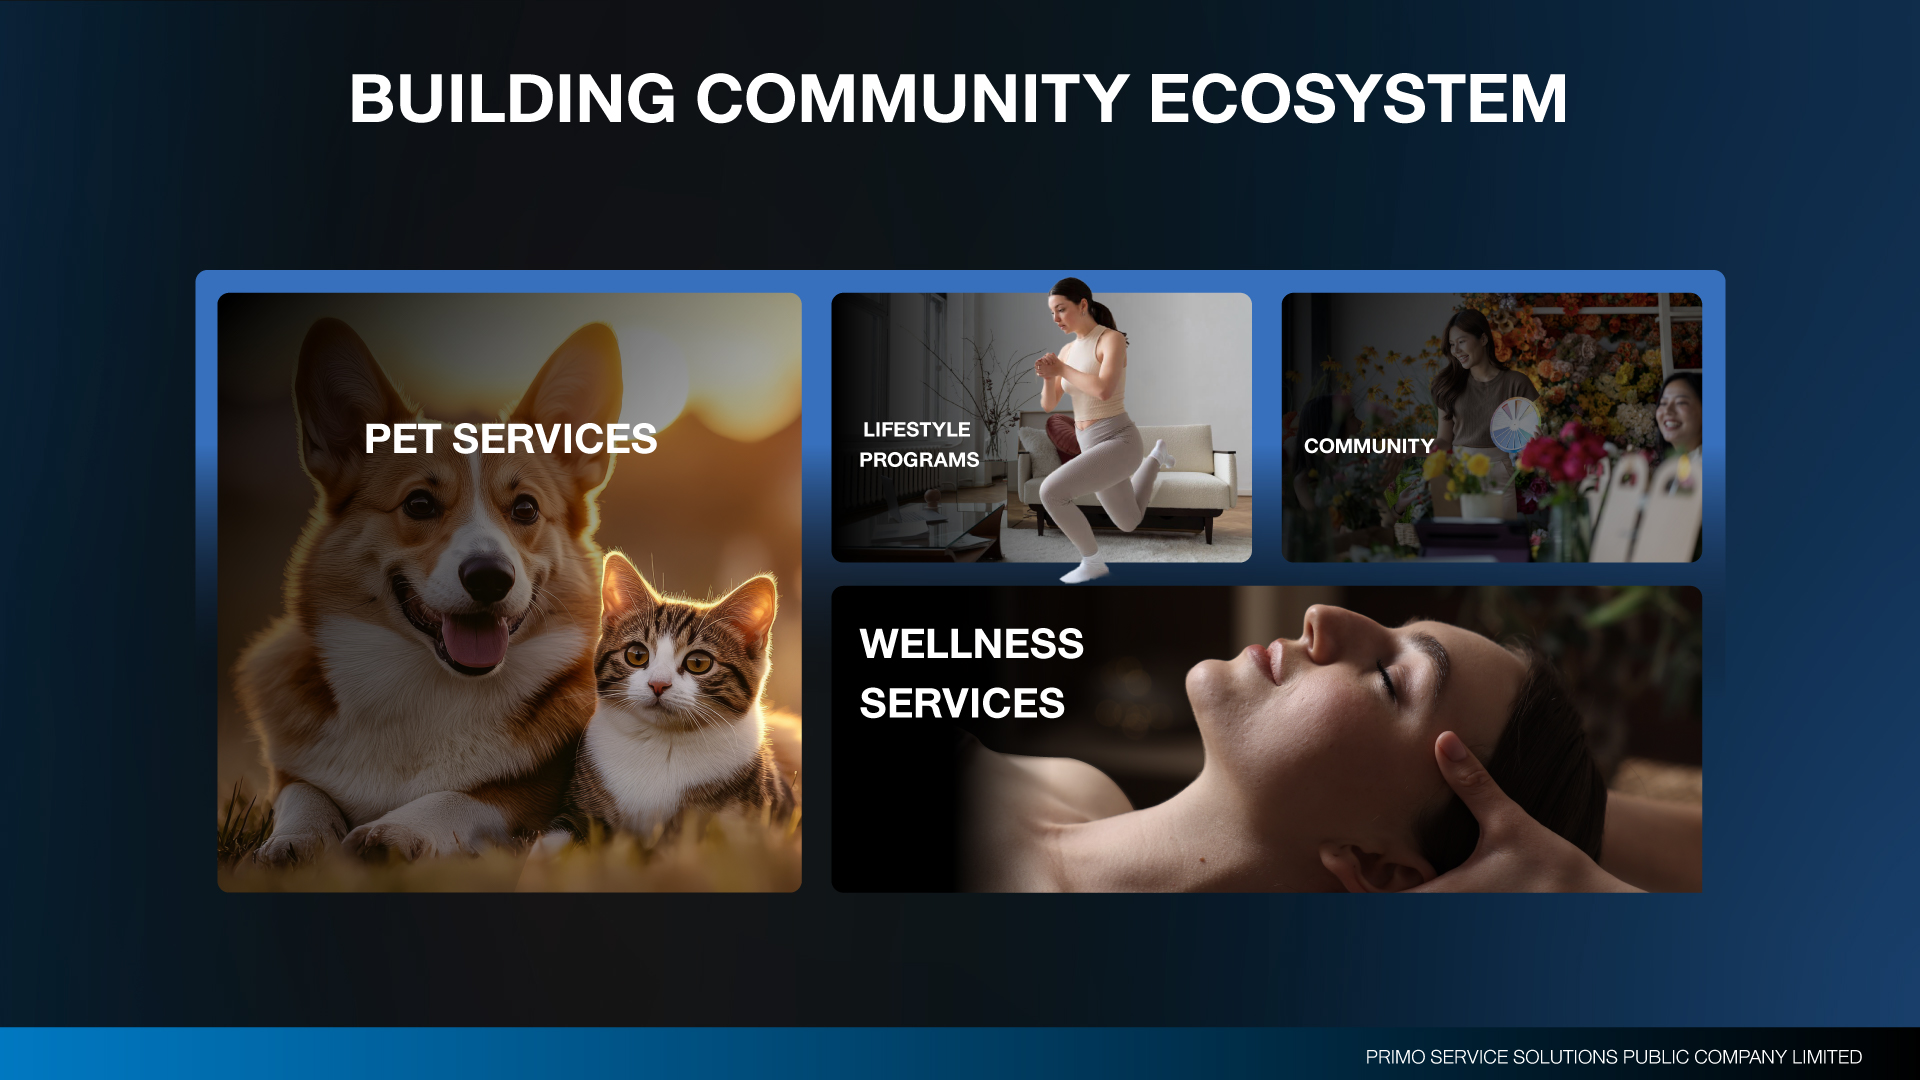 BUILDING COMMUNITY ECOSYSTEM
PET SERVICES
LIFESTYLE
PROGRAMS
COMMUNITY
WELLNESS
SERVICES
PRIMO SERVICE SOLUTIONS PUBLIC COMPANY LIMITED